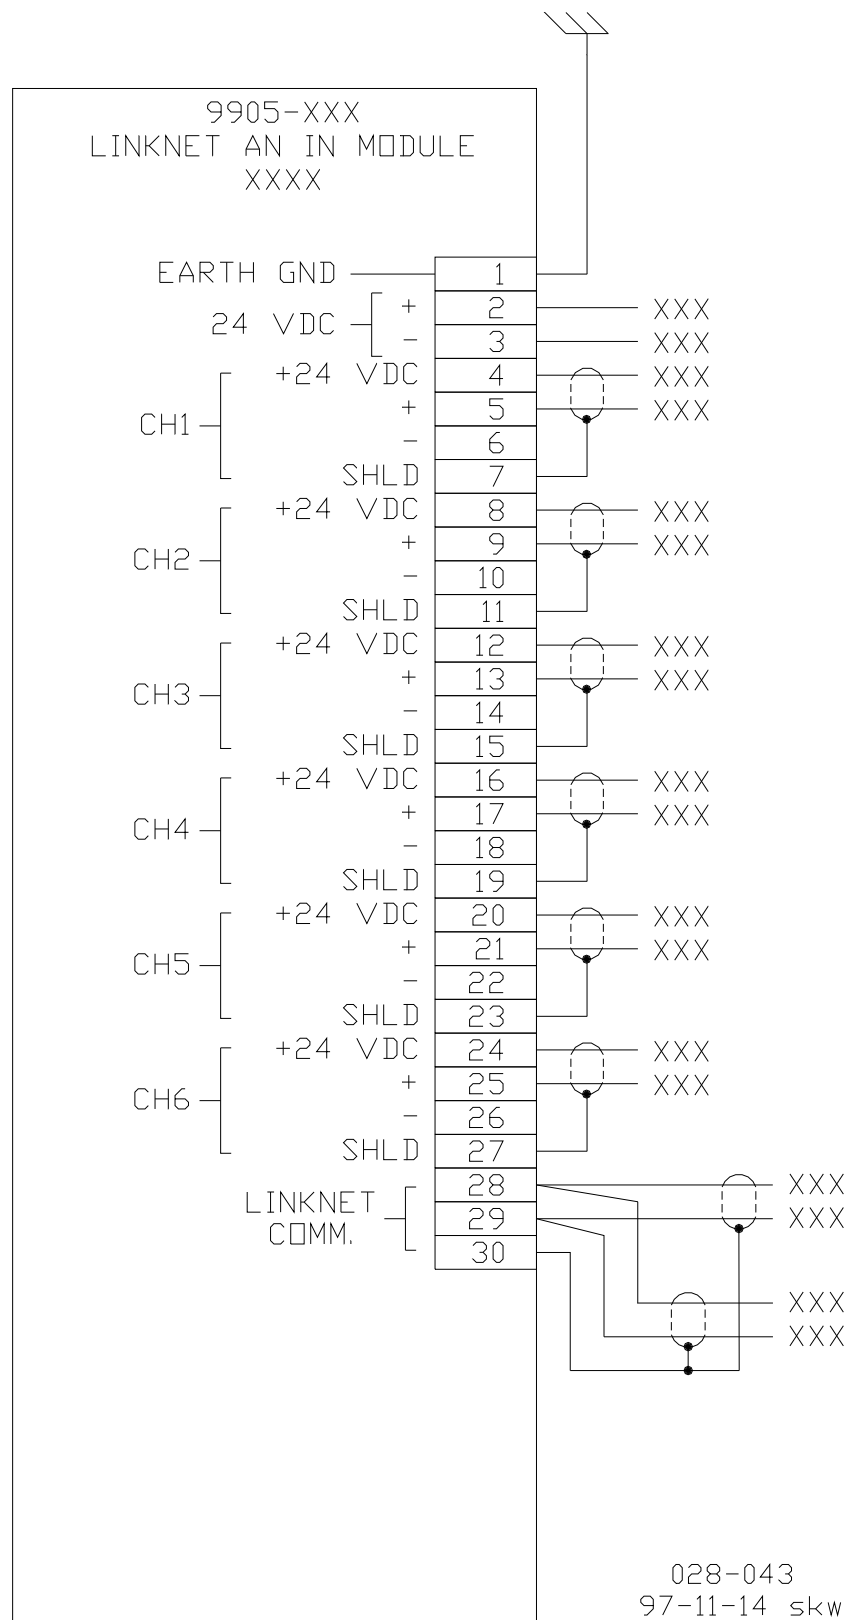 9905-XXX
LINKNET AN IN MODULE
XXXX
EARTH GND 1
+ 2 XXX
24 VDC
- 3 XXX
+24 VDC 4 XXX
+ 5 XXX
CH1
- 6
SHLD 7
+24 VDC 8 XXX
+ 9 XXX
CH2
- 10
SHLD 11
+24 VDC 12 XXX
+ 13 XXX
CH3
- 14
SHLD 15
+24 VDC 16 XXX
+ 17 XXX
CH4
- 18
SHLD 19
+24 VDC 20 XXX
+ 21 XXX
CH5
- 22
SHLD 23
+24 VDC 24 XXX
+ 25 XXX
CH6
- 26
SHLD 27
28 XXX
LINKNET
29 XXX
COMM.
30
XXX
XXX
028-043
97-11-14 skw